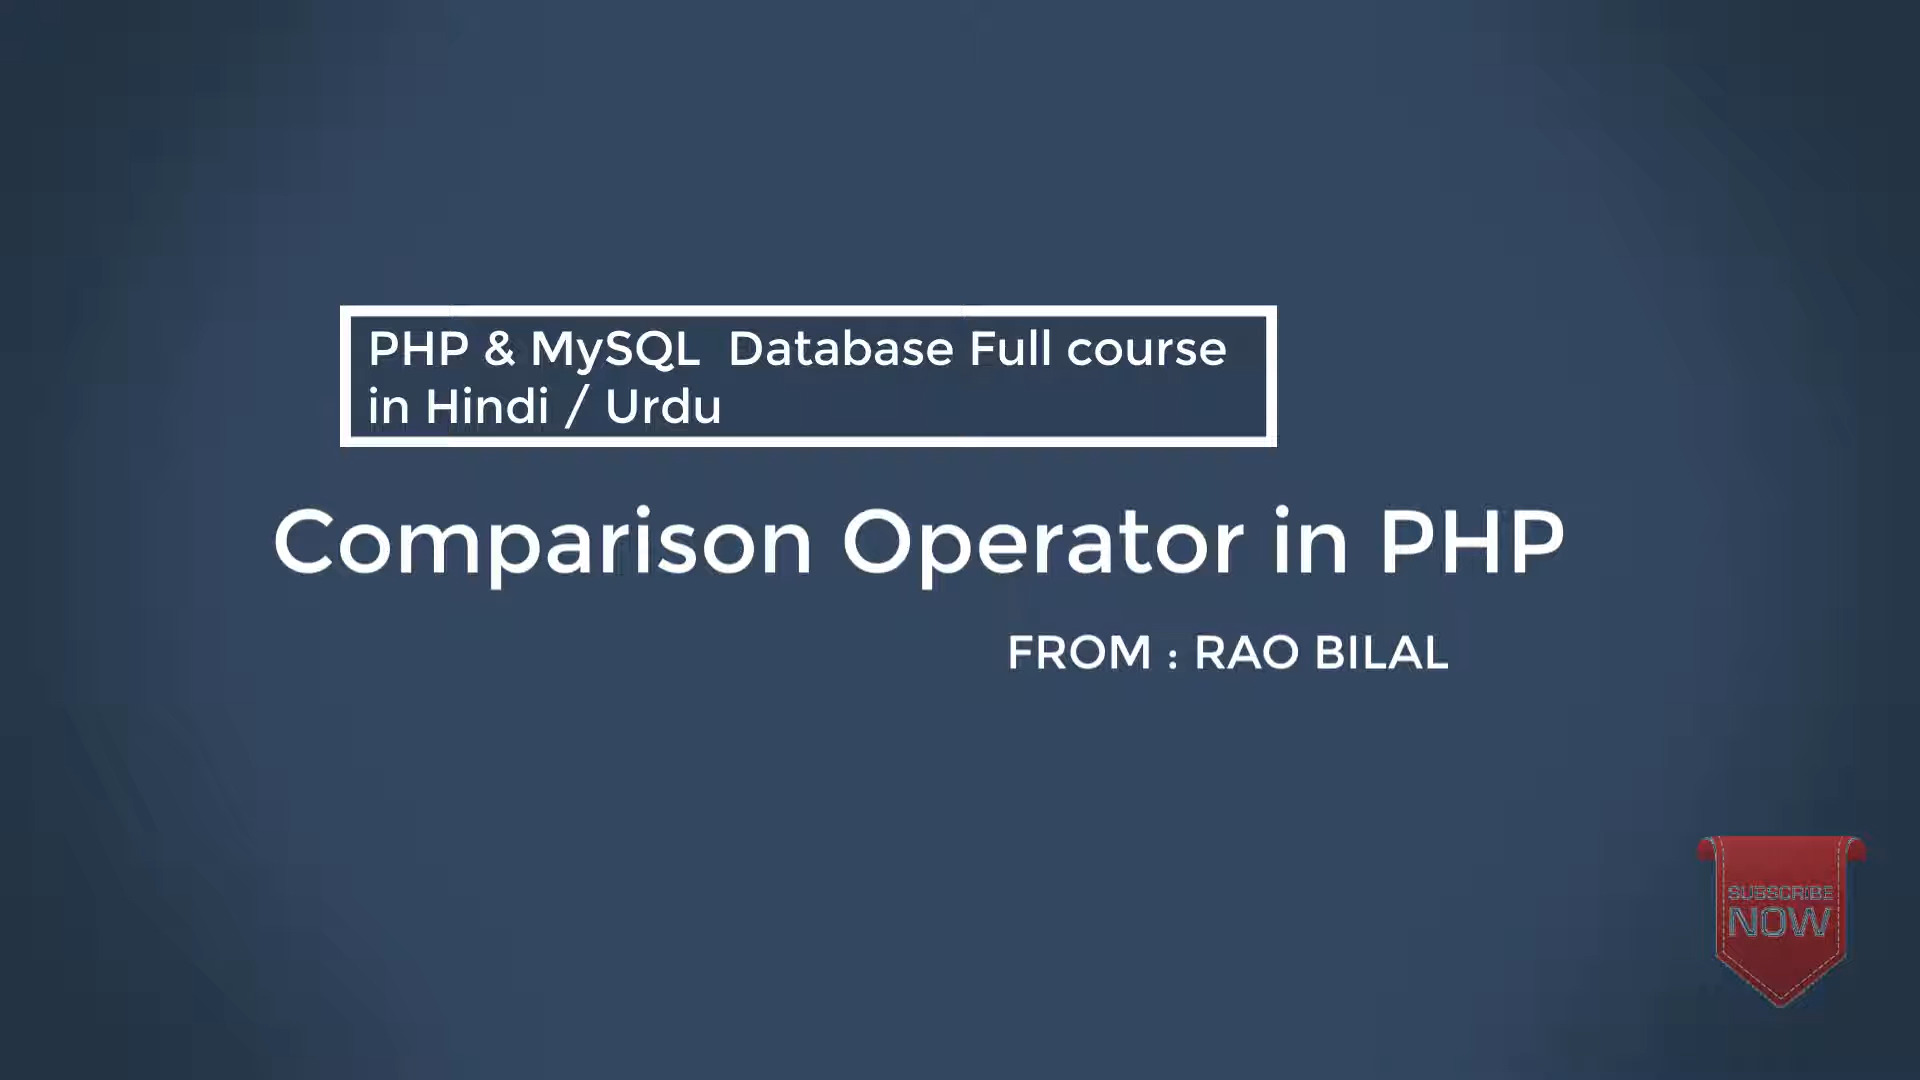 PHP & MySQL Database Full course
in Hindi / Urdu
Comparison Operator in PHP
FROM : RAO BILAL
SUBSCRIBE
NOW